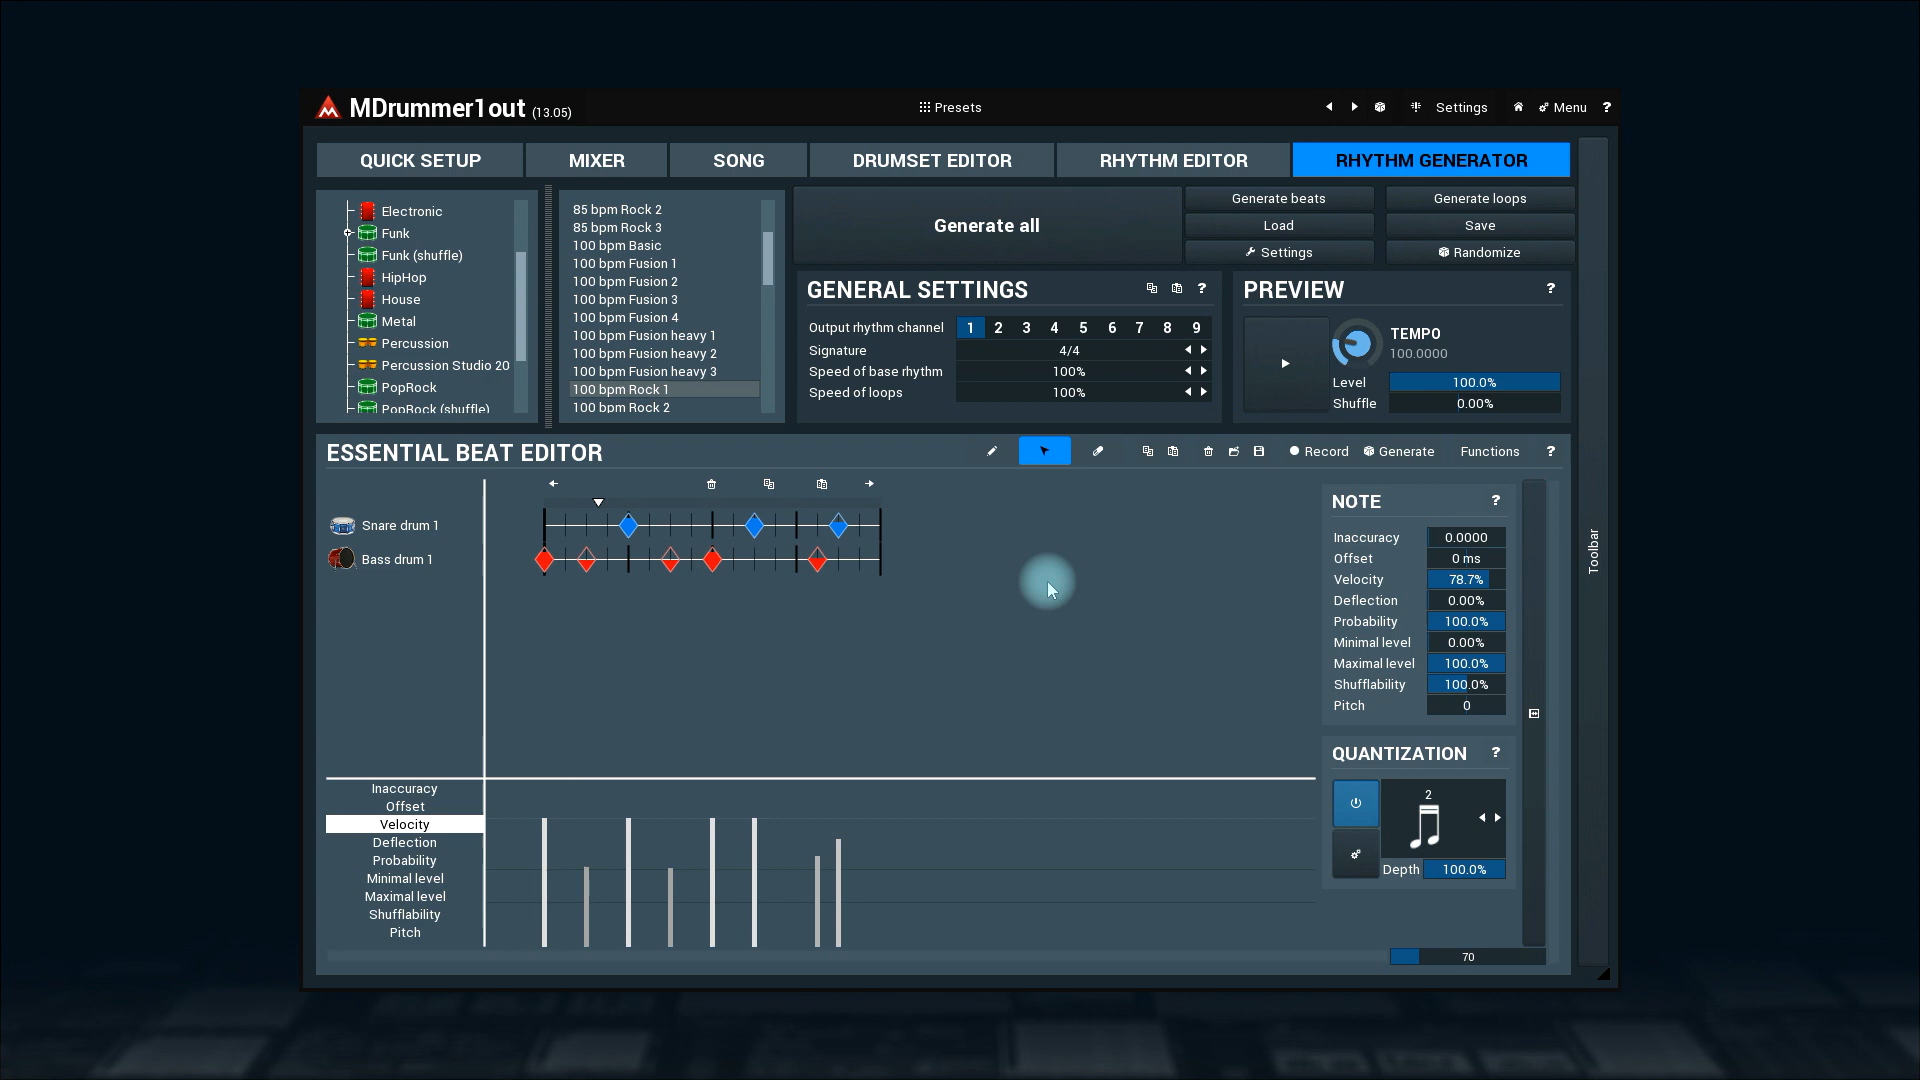 MDrummer1out (13.05)
Presets
Settings
Menu ?
QUICK SETUP
MIXER
SONG
DRUMSET EDITOR
RHYTHM EDITOR
RHYTHM GENERATOR
Electronic
Funk
Funk (shuffle)
HipHop
House
Metal
Percussion
Percussion Studio 20
PopRock
PopRock (shuffle)
85 bpm Rock 2
85 bpm Rock 3
100 bpm Basic
100 bpm Fusion 1
100 bpm Fusion 2
100 bpm Fusion 3
100 bpm Fusion 4
100 bpm Fusion heavy 1
100 bpm Fusion heavy 2
100 bpm Fusion heavy 3
100 bpm Rock 1
100 bpm Rock 2
Generate all
Generate beats
Generate loops
Load
Save
Settings
Randomize
GENERAL SETTINGS ?
Output rhythm channel 1 2 3 4 5 6 7 8 9
Signature 4/4
Speed of base rhythm 100%
Speed of loops 100%
PREVIEW ?
TEMPO
100.0000
Level 100.0%
Shuffle 0.00%
ESSENTIAL BEAT EDITOR
Record
Generate
Functions
?
Snare drum 1
Bass drum 1
Inaccuracy
Offset
Velocity
Deflection
Probability
Minimal level
Maximal level
Shufflability
Pitch
NOTE ?
Inaccuracy 0.0000
Offset 0 ms
Velocity 78.7%
Deflection 0.00%
Probability 100.0%
Minimal level 0.00%
Maximal level 100.0%
Shufflability 100.0%
Pitch 0
QUANTIZATION ?
2
Depth 100.0%
70
Toolbar